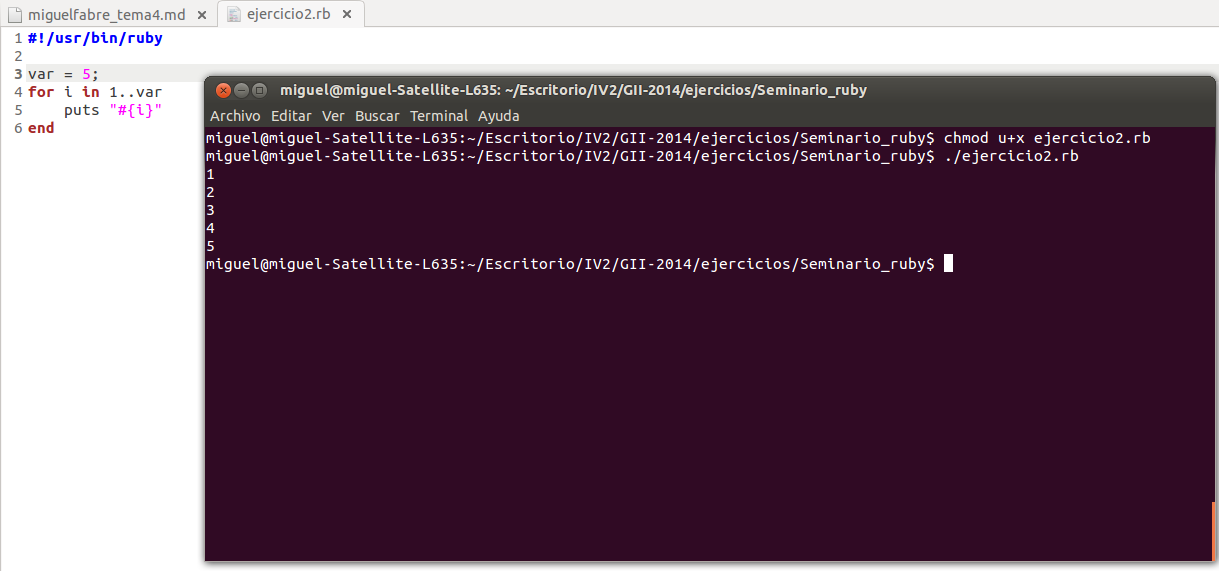 miguelfabre_tema4.md ejercicio2.rb
1 #!/usr/bin/ruby
2
3 var = 5;
4 for i in 1..var
5     puts "#{i}"
6 end
miguel@miguel-Satellite-L635: ~/Escritorio/IV2/GII-2014/ejercicios/Seminario_ruby
Archivo Editar Ver Buscar Terminal Ayuda
miguel@miguel-Satellite-L635:~/Escritorio/IV2/GII-2014/ejercicios/Seminario_ruby$ chmod u+x ejercicio2.rb
miguel@miguel-Satellite-L635:~/Escritorio/IV2/GII-2014/ejercicios/Seminario_ruby$ ./ejercicio2.rb
1
2
3
4
5
miguel@miguel-Satellite-L635:~/Escritorio/IV2/GII-2014/ejercicios/Seminario_ruby$